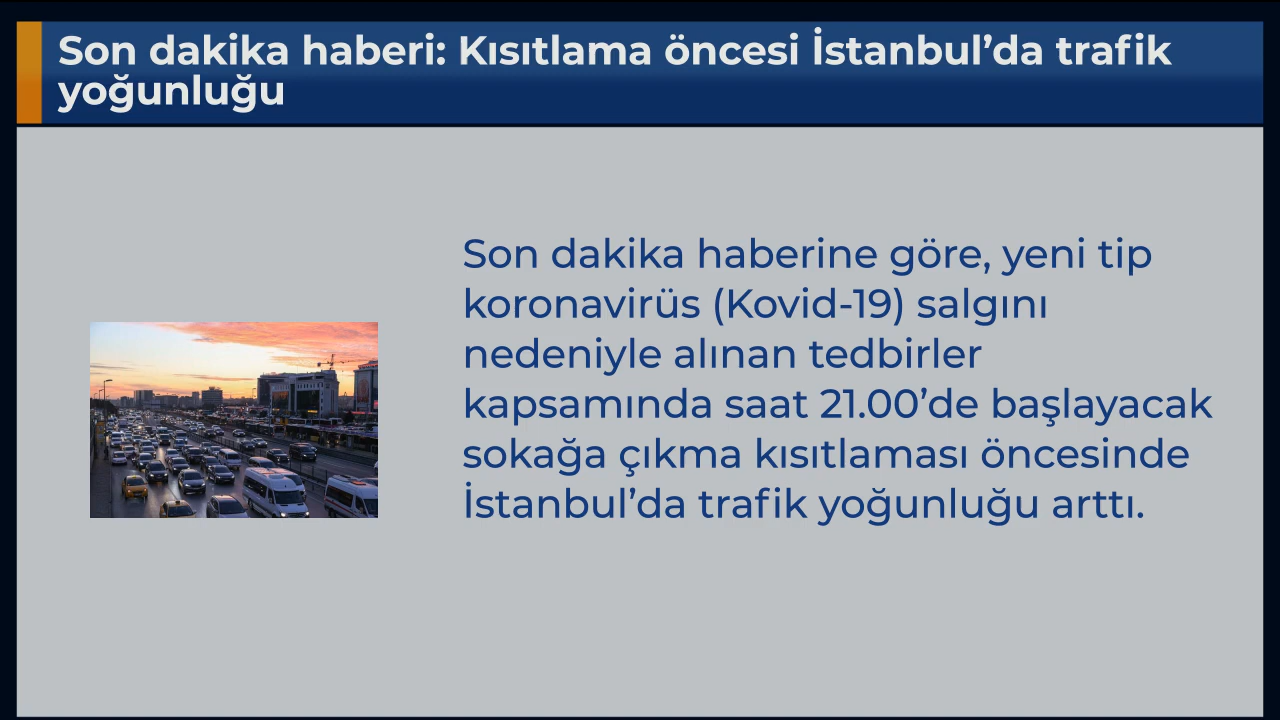 Son dakika haberi: Kısıtlama öncesi İstanbul’da trafik
yoğunluğu
Son dakika haberine göre, yeni tip
koronavirüs (Kovid-19) salgını
nedeniyle alınan tedbirler
kapsamında saat 21.00’de başlayacak
sokağa çıkma kısıtlaması öncesinde
İstanbul’da trafik yoğunluğu arttı.